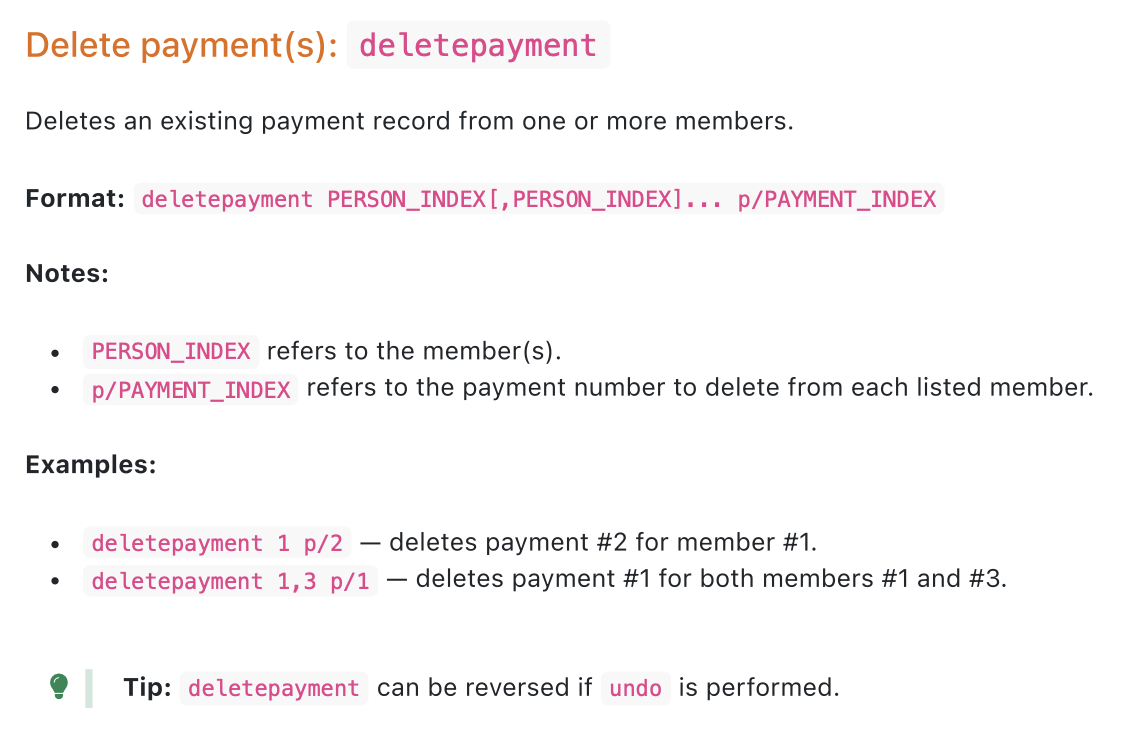 Delete payment(s): deletepayment
Deletes an existing payment record from one or more members.
Format: deletepayment PERSON_INDEX[,PERSON_INDEX]... p/PAYMENT_INDEX
Notes:
• PERSON_INDEX refers to the member(s).
• p/PAYMENT_INDEX refers to the payment number to delete from each listed member.
Examples:
• deletepayment 1 p/2 — deletes payment #2 for member #1.
• deletepayment 1,3 p/1 — deletes payment #1 for both members #1 and #3.
Tip: deletepayment can be reversed if undo is performed.